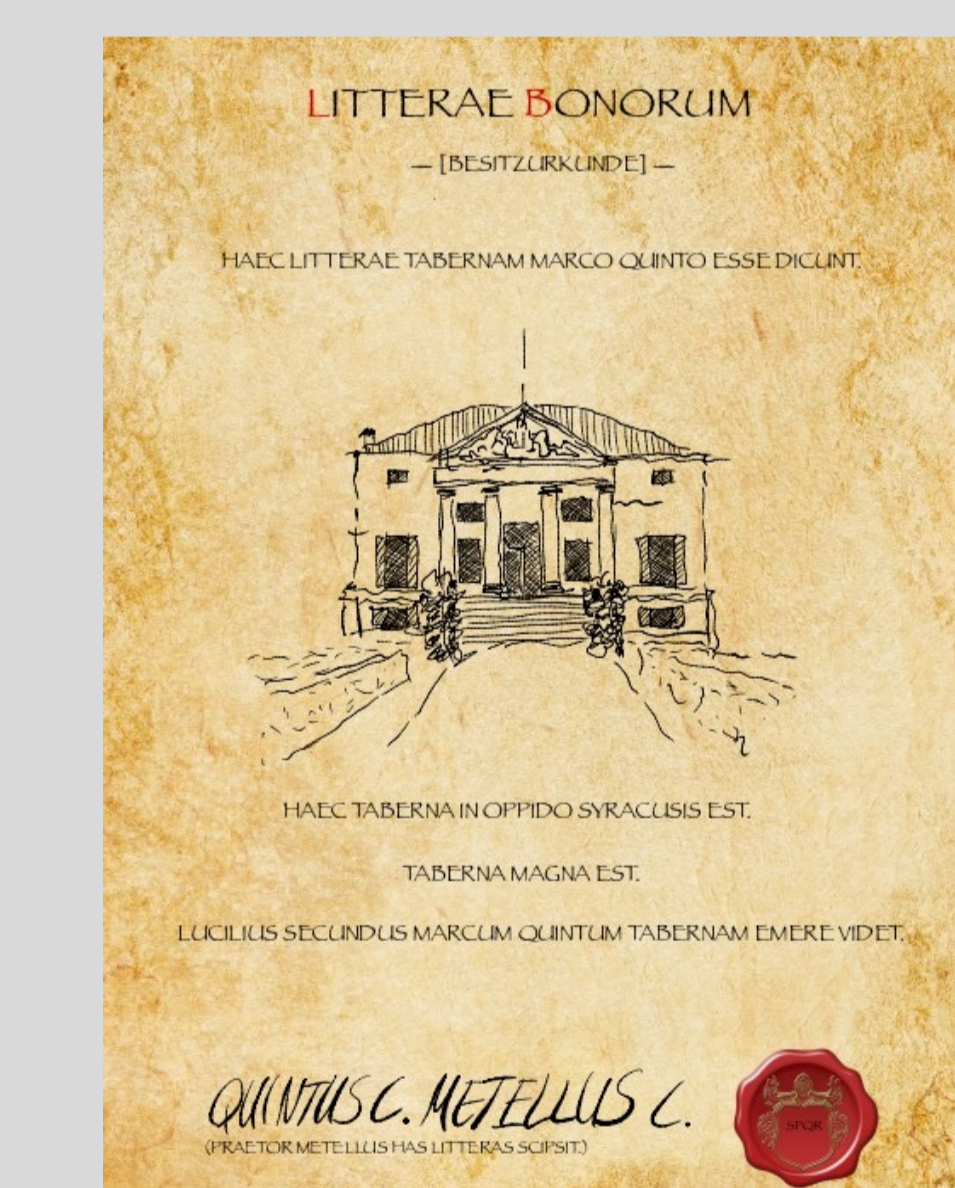 LITTERAE BONORUM
— [BESITZURKUNDE] —
HAEC LITTERAE TABERNAM MARCO QUINTO ESSE DICUNT.
HAEC TABERNA IN OPPIDO SYRACUSIS EST.
TABERNA MAGNA EST.
LUCILIUS SECUNDUS MARCUM QUINTUM TABERNAM EMERE VIDET.
QUINTUS C. METELLUS C.
(PRAETOR METELLUS HAS LITTERAS SCIPSIT.)
SPQR